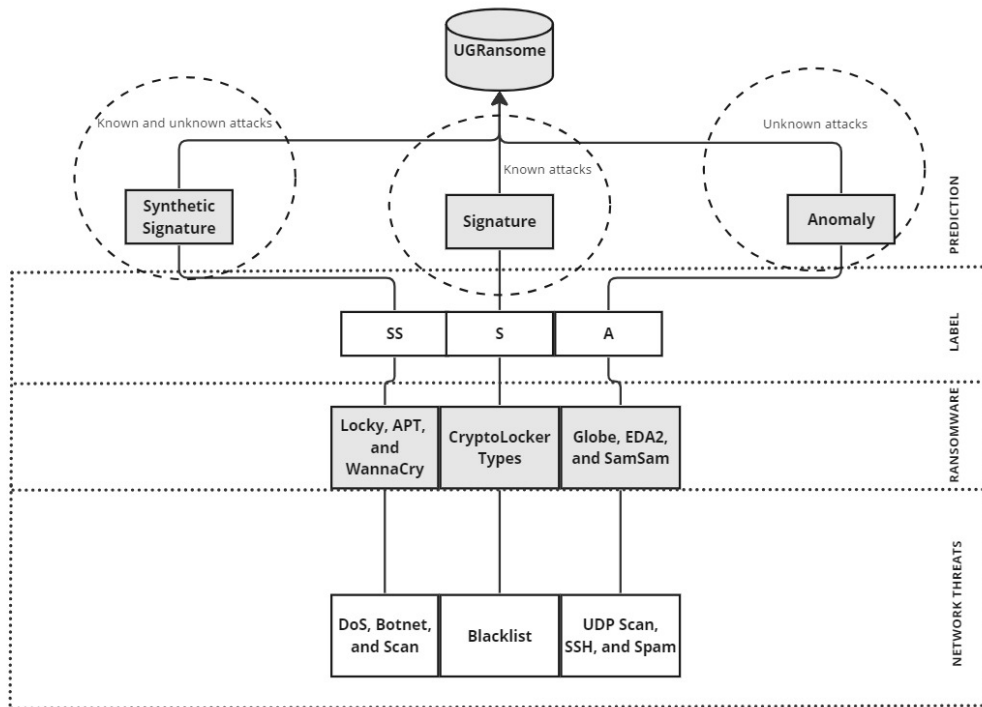 UGRansome
Known and unknown attacks
Unknown attacks
Known attacks
Synthetic
Signature
Signature
Anomaly
PREDICTION
SS
S
A
LABEL
Locky, APT,
and
WannaCry
CryptoLocker
Types
Globe, EDA2,
and SamSam
RANSOMWARE
DoS, Botnet,
and Scan
Blacklist
UDP Scan,
SSH, and Spam
NETWORK THREATS